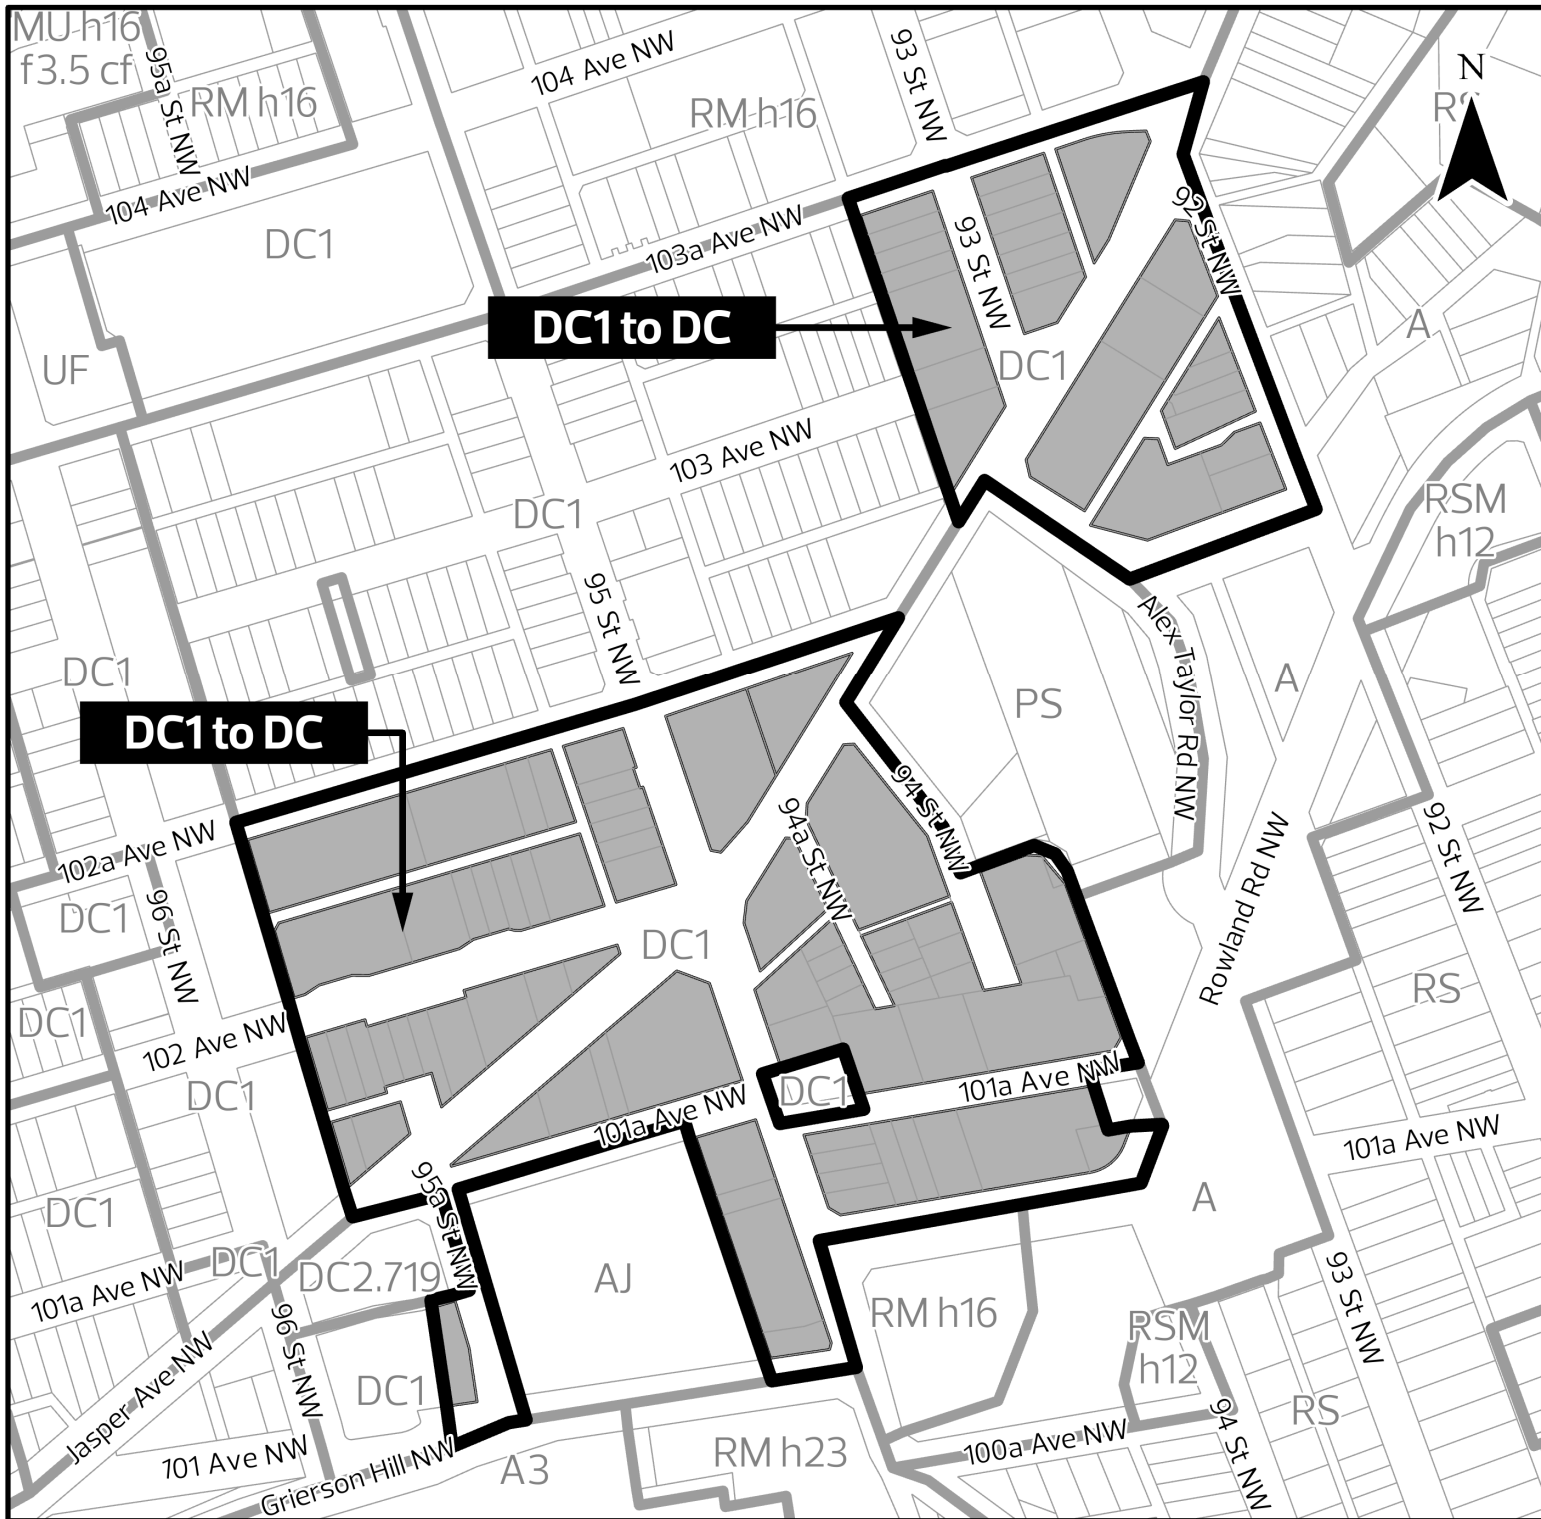 MU h16
f3.5 cf
95a St NW
RM h16
104 Ave NW
104 Ave NW
RM h16
93 St NW
N
DC1
103a Ave NW
93 St NW
92 St NW
A
UF
DC1 to DC
DC1
103 Ave NW
DC1
RSM
h12
95 St NW
Alex Taylor Rd NW
DC1
PS
A
DC1 to DC
94 St NW
94a St NW
102a Ave NW
92 St NW
Rowland Rd NW
DC1
96 St NW
DC1
RS
DC1
102 Ave NW
DC1
DC1
101a Ave NW
101a Ave NW
101a Ave NW
95a St NW
DC1
A
DC1
DC2.719
AJ
101a Ave NW
93 St NW
RM h16
RSM
h12
96 St NW
Jasper Ave NW
DC1
RS
94 St NW
101 Ave NW
RM h23
100a Ave NW
Grierson Hill NW
A3